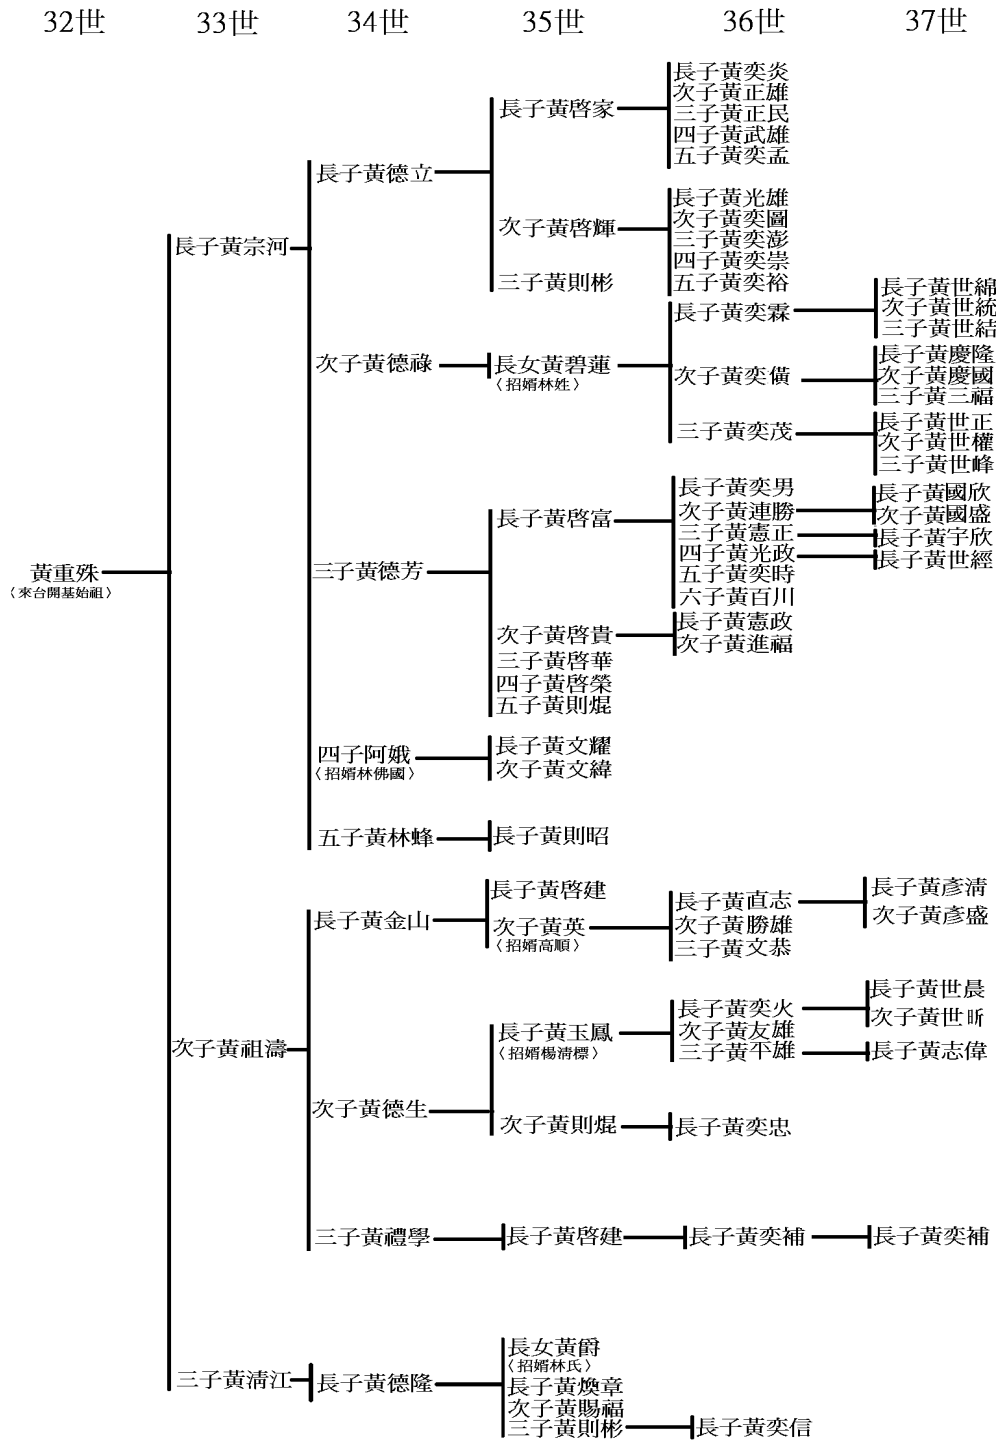 32世 33世 34世 35世 36世 37世
黃重殊
〈來台開基始祖〉
長子黃宗河
次子黃祖濤
三子黃淸江
長子黃德立
次子黃德祿
三子黃德芳
四子阿娥
〈招婿林佛國〉
五子黃林蜂
長子黃金山
次子黃德生
三子黃禮學
長子黃德隆
長子黃啓家
次子黃啓輝
三子黃則彬
長女黃碧蓮
〈招婿林姓〉
長子黃啓富
次子黃啓貴
三子黃啓華
四子黃啓榮
五子黃則焜
長子黃文耀
次子黃文緯
長子黃則昭
長子黃啓建
次子黃英
〈招婿高順〉
長子黃玉鳳
〈招婿楊淸標〉
次子黃則焜
長子黃啓建
長女黃爵
〈招婿林氏〉
長子黃煥章
次子黃賜福
三子黃則彬
長子黃奕炎
次子黃正雄
三子黃正民
四子黃武雄
五子黃奕孟
長子黃光雄
次子黃奕圖
三子黃奕澎
四子黃奕崇
五子黃奕裕
長子黃奕霖
次子黃奕僙
三子黃奕茂
長子黃奕男
次子黃連勝
三子黃憲正
四子黃光政
五子黃奕時
六子黃百川
長子黃憲政
次子黃進福
長子黃直志
次子黃勝雄
三子黃文恭
長子黃奕火
次子黃友雄
三子黃平雄
長子黃奕忠
長子黃奕補
長子黃奕信
長子黃世綿
次子黃世統
三子黃世結
長子黃慶隆
次子黃慶國
三子黃三福
長子黃世正
次子黃世權
三子黃世峰
長子黃國欣
次子黃國盛
長子黃宇欣
長子黃世經
長子黃彥淸
次子黃彥盛
長子黃世晨
次子黃世昕
長子黃志偉
長子黃奕補